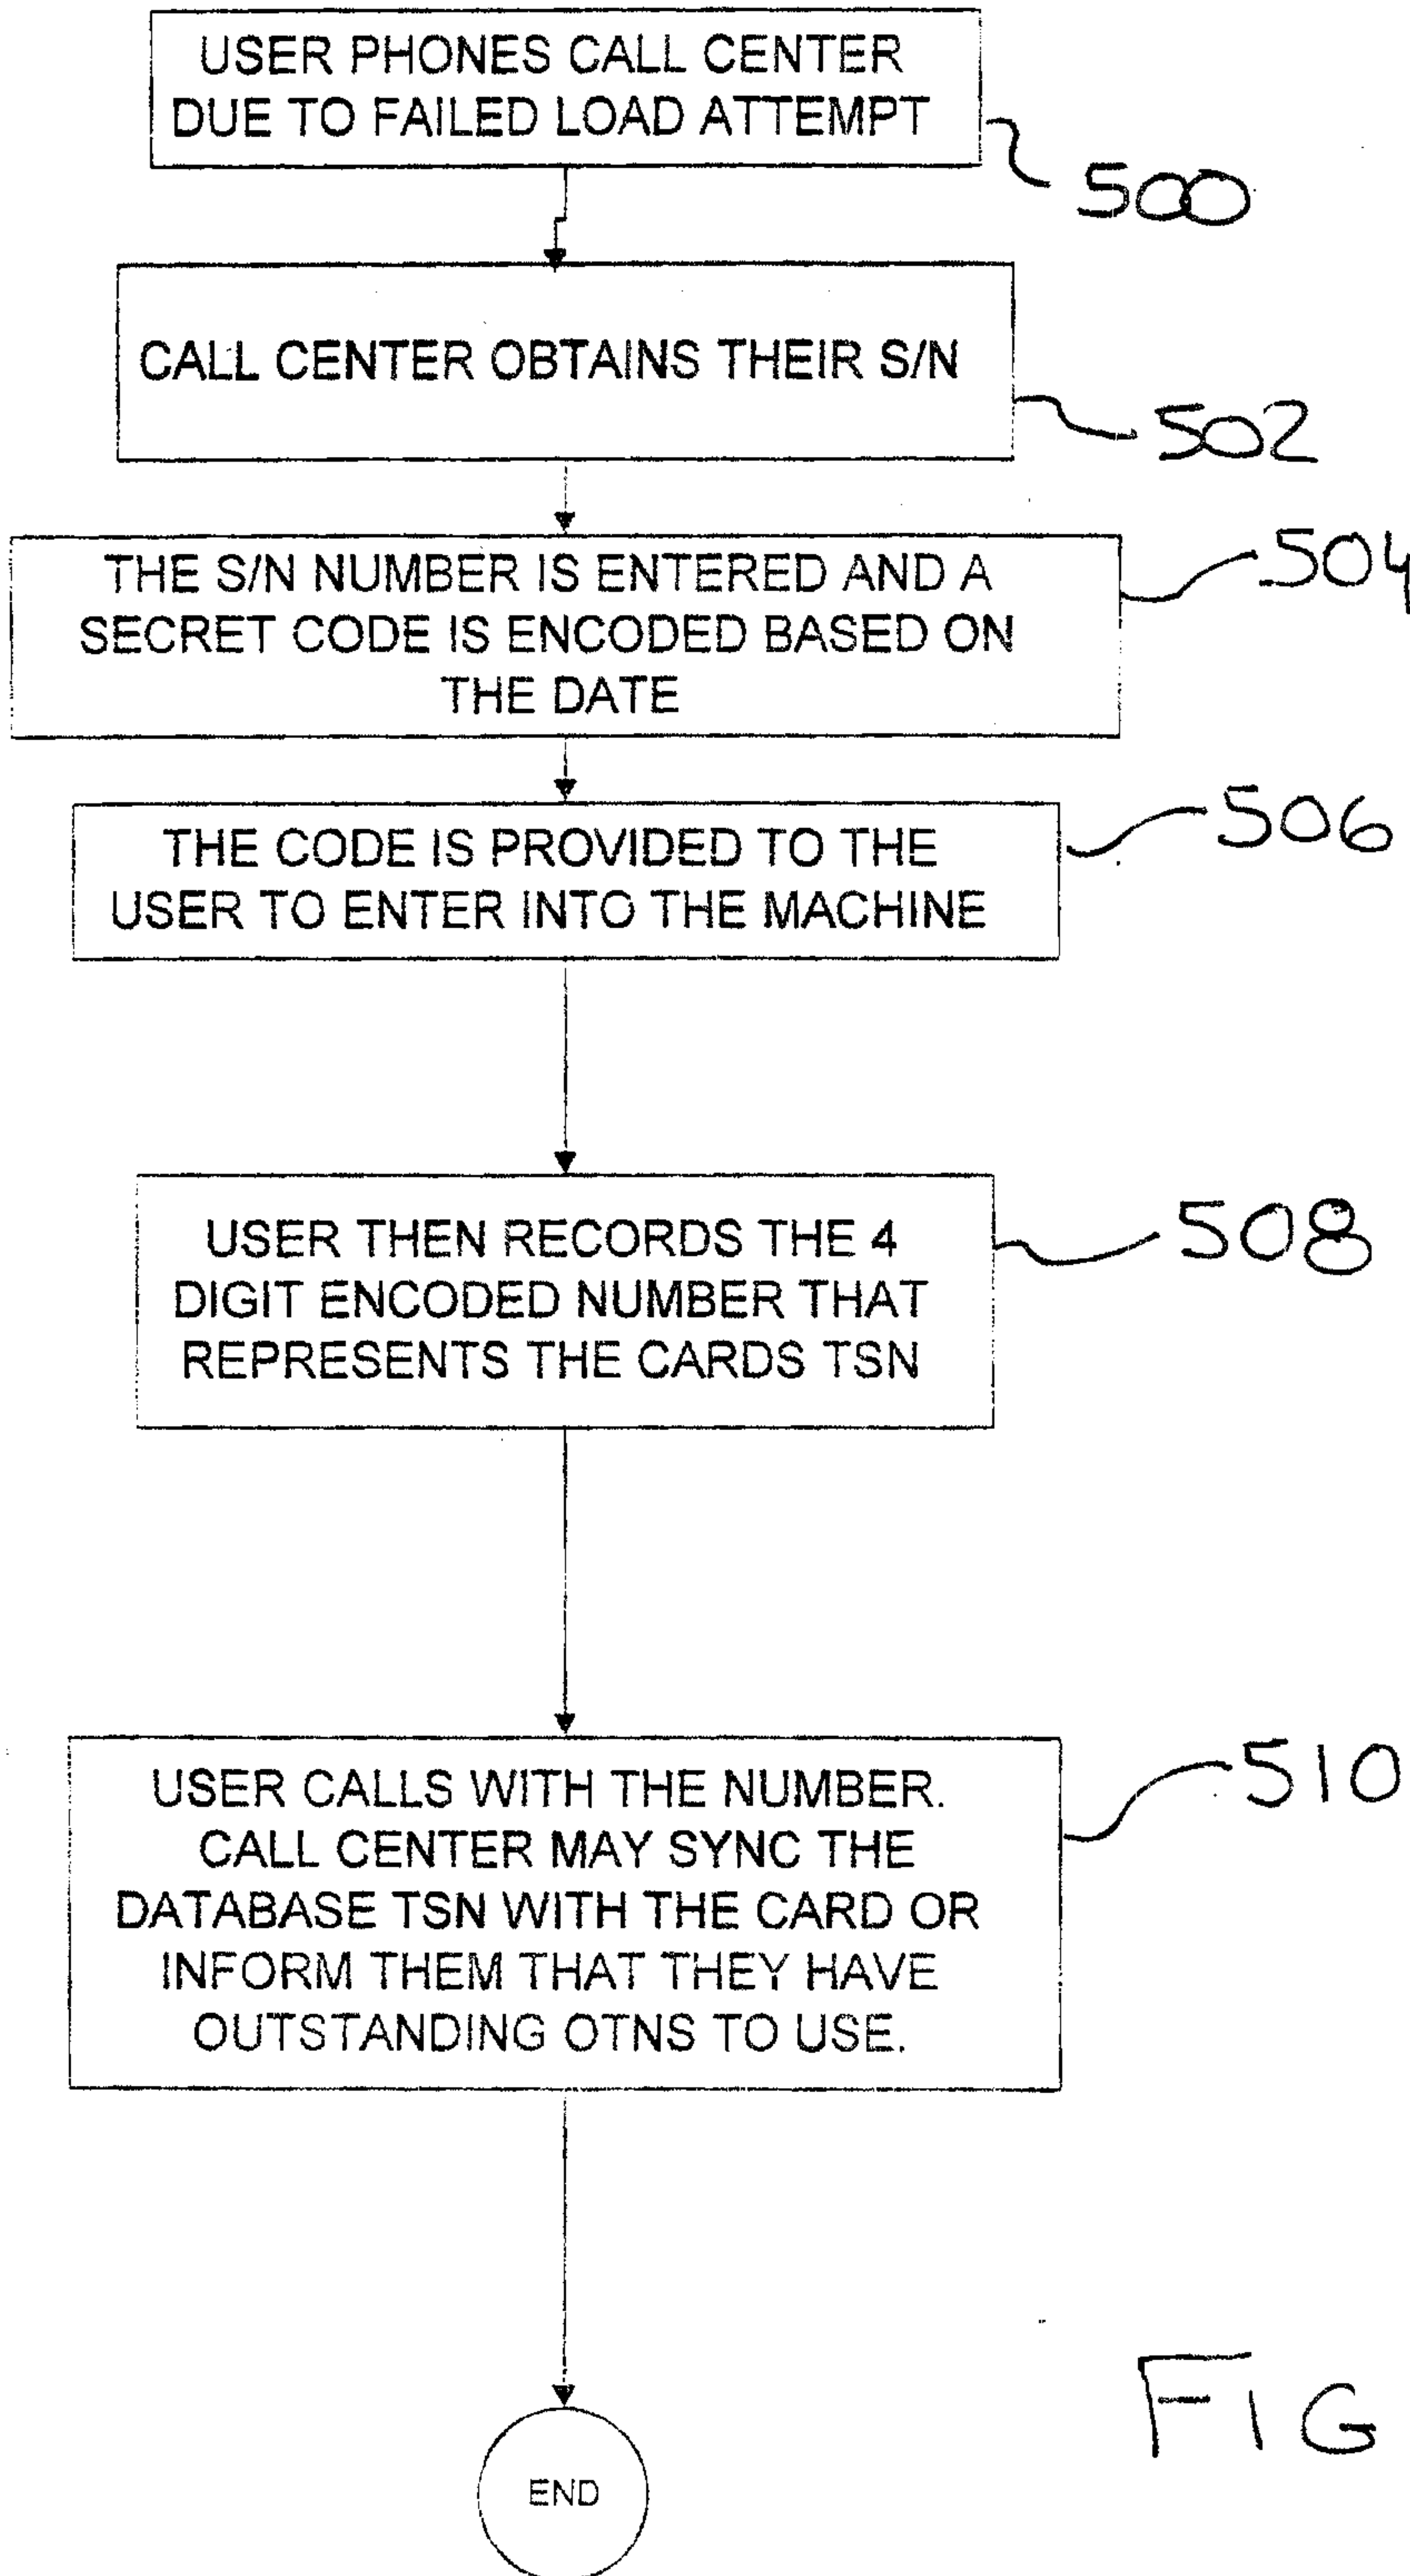 USER PHONES CALL CENTER
DUE TO FAILED LOAD ATTEMPT
500
CALL CENTER OBTAINS THEIR S/N
502
THE S/N NUMBER IS ENTERED AND A
SECRET CODE IS ENCODED BASED ON
THE DATE
504
THE CODE IS PROVIDED TO THE
USER TO ENTER INTO THE MACHINE
506
USER THEN RECORDS THE 4
DIGIT ENCODED NUMBER THAT
REPRESENTS THE CARDS TSN
508
USER CALLS WITH THE NUMBER.
CALL CENTER MAY SYNC THE
DATABASE TSN WITH THE CARD OR
INFORM THEM THAT THEY HAVE
OUTSTANDING OTNS TO USE.
510
END
FIG